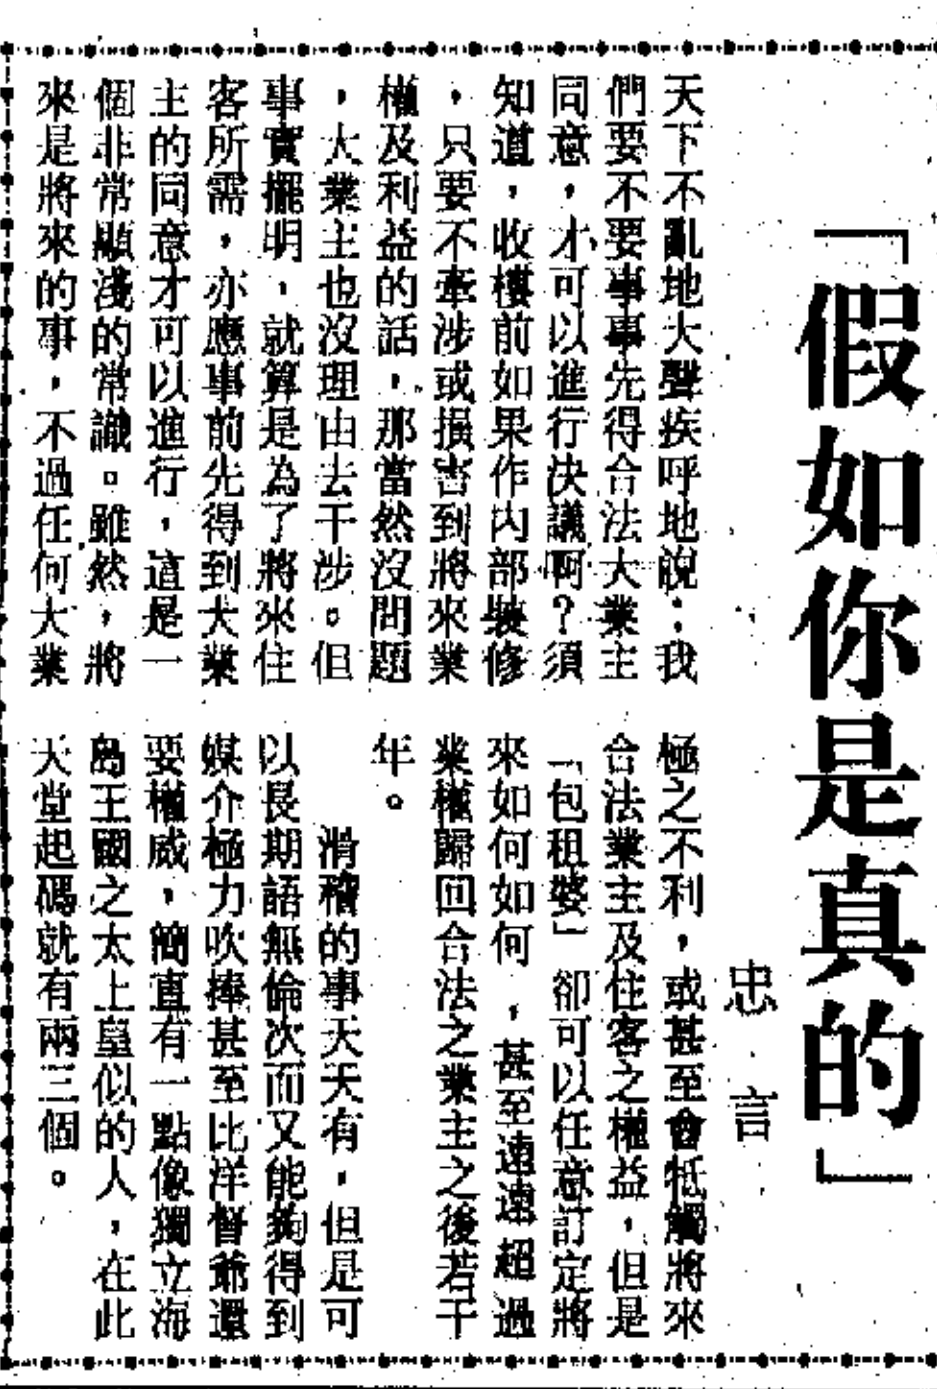 「假如你是真的」
忠言
天下不亂地大聲疾呼地說：我
們要不要事事先得合法大業主
同意，才可以進行決議啊？須
知道，收樓前如果作內部裝修
，只要不牽涉或損害到將來業
權及利益的話，那當然沒問題
，大業主也沒理由去干涉。但
事實擺明，就算是為了將來住
客所需，亦應事前先得到大業
主的同意才可以進行，這是一
個非常顯淺的常識。雖然，將
來是將來的事，不過任何大業
極之不利，或甚至會牴觸將來
合法業主及住客之權益，但是
「包租婆」卻可以任意訂定將
來如何如何，甚至遠遠超過
業權歸回合法之業主之後若干
年。
滑稽的事天天有，但是可
以長期語無倫次而又能夠得到
媒介極力吹捧甚至比洋督爺還
要權威，簡直有一點像獨立海
島王國之太上皇似的人，在此
天堂起碼就有兩三個。